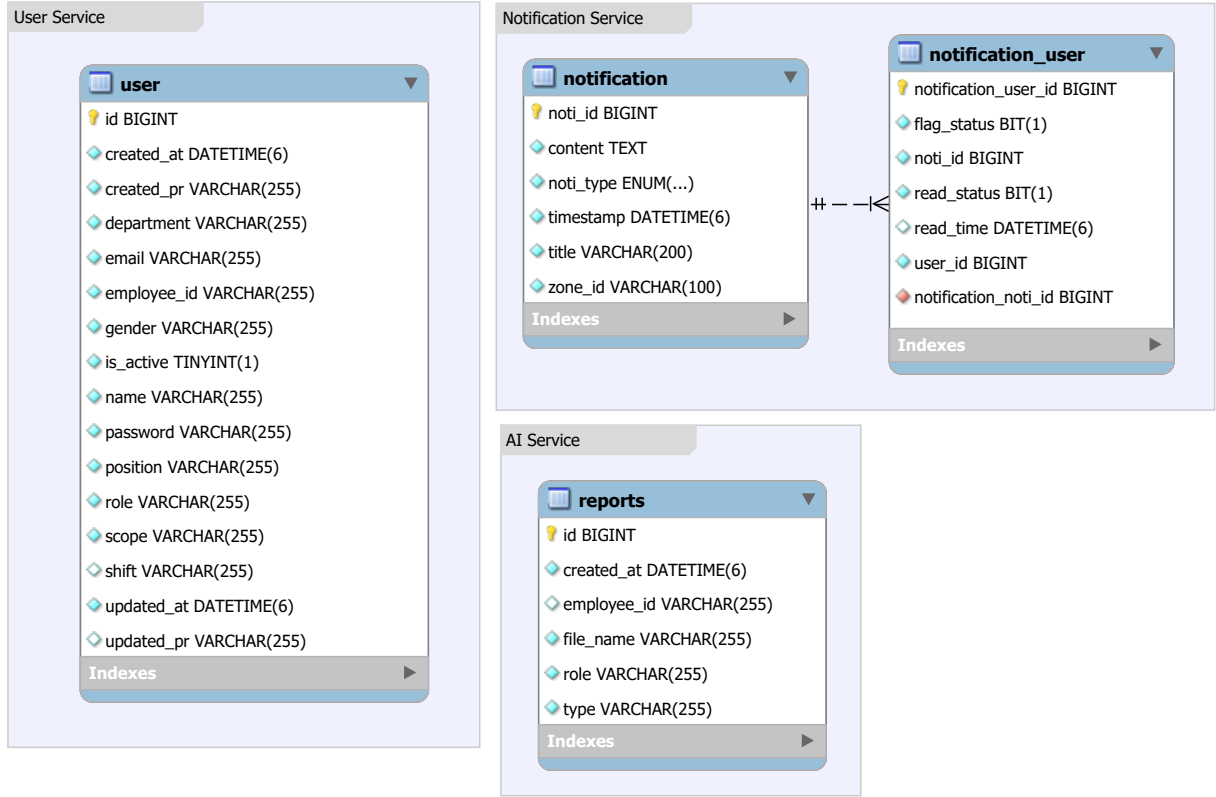 User Service
user
id BIGINT
created_at DATETIME(6)
created_pr VARCHAR(255)
department VARCHAR(255)
email VARCHAR(255)
employee_id VARCHAR(255)
gender VARCHAR(255)
is_active TINYINT(1)
name VARCHAR(255)
password VARCHAR(255)
position VARCHAR(255)
role VARCHAR(255)
scope VARCHAR(255)
shift VARCHAR(255)
updated_at DATETIME(6)
updated_pr VARCHAR(255)
Indexes
Notification Service
notification
noti_id BIGINT
content TEXT
noti_type ENUM(...)
timestamp DATETIME(6)
title VARCHAR(200)
zone_id VARCHAR(100)
Indexes
notification_user
notification_user_id BIGINT
flag_status BIT(1)
noti_id BIGINT
read_status BIT(1)
read_time DATETIME(6)
user_id BIGINT
notification_noti_id BIGINT
Indexes
AI Service
reports
id BIGINT
created_at DATETIME(6)
employee_id VARCHAR(255)
file_name VARCHAR(255)
role VARCHAR(255)
type VARCHAR(255)
Indexes